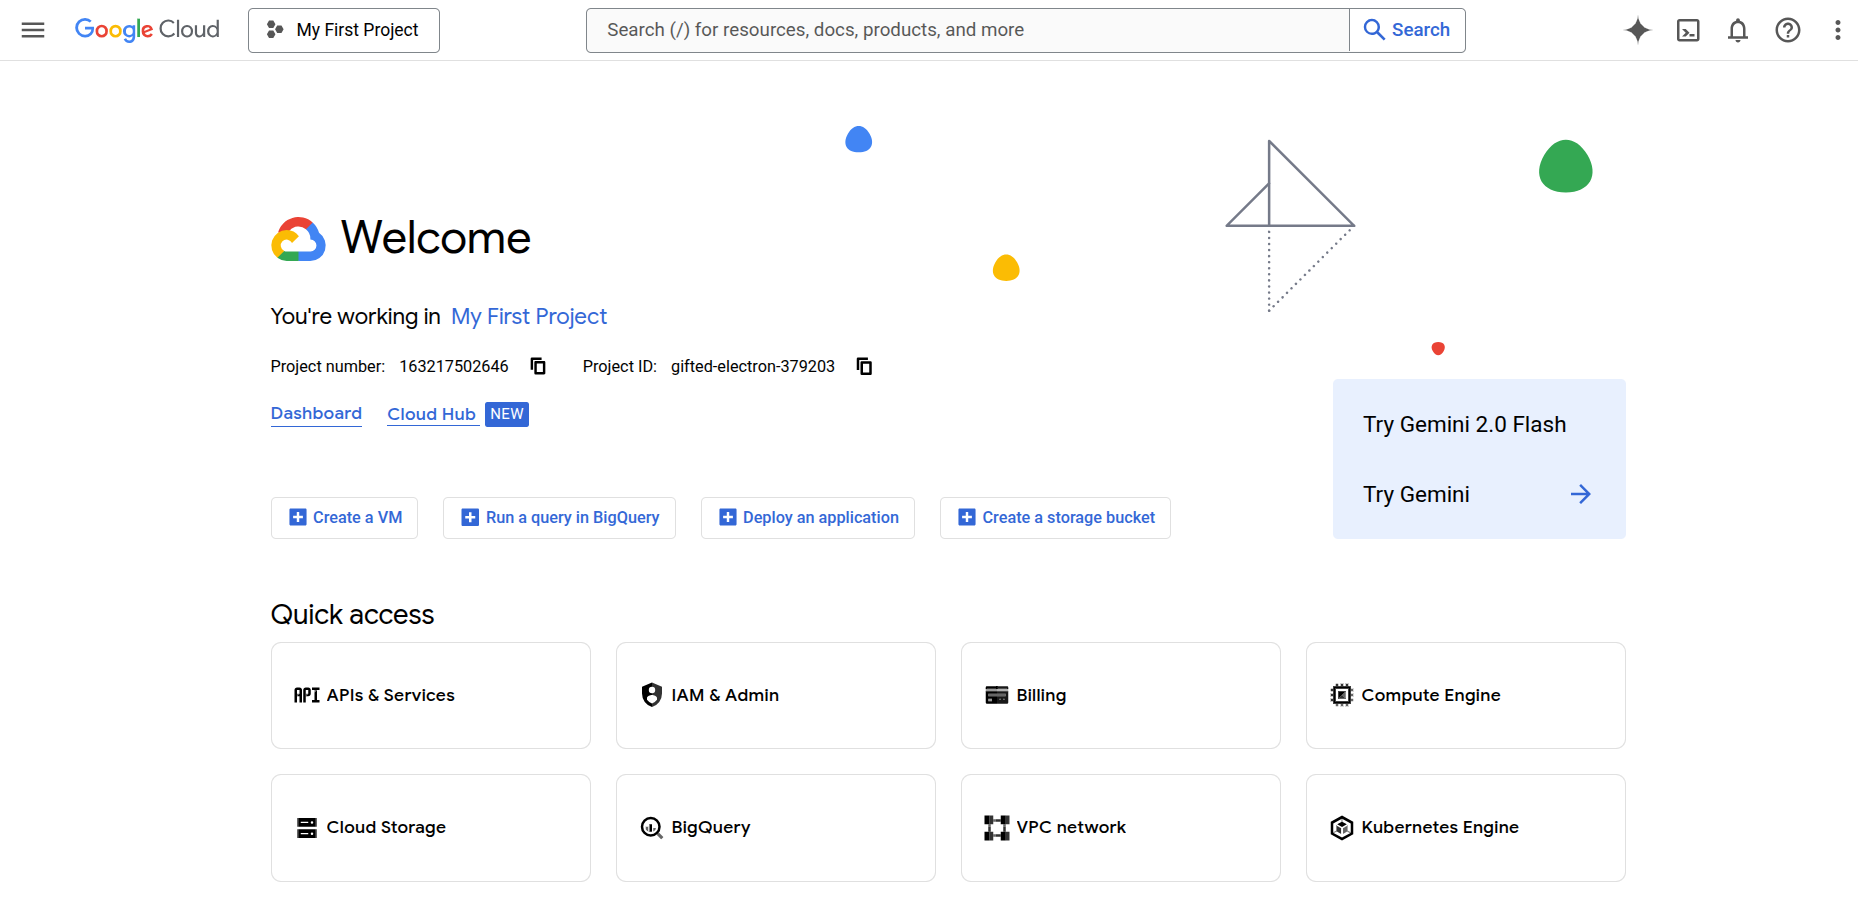 Google Cloud
My First Project
Search (/) for resources, docs, products, and more
Search
Welcome
You're working in My First Project
Project number: 163217502646 Project ID: gifted-electron-379203
Dashboard Cloud Hub NEW
Try Gemini 2.0 Flash
Try Gemini
Create a VM
Run a query in BigQuery
Deploy an application
Create a storage bucket
Quick access
API APIs & Services
IAM & Admin
Billing
Compute Engine
Cloud Storage
BigQuery
VPC network
Kubernetes Engine